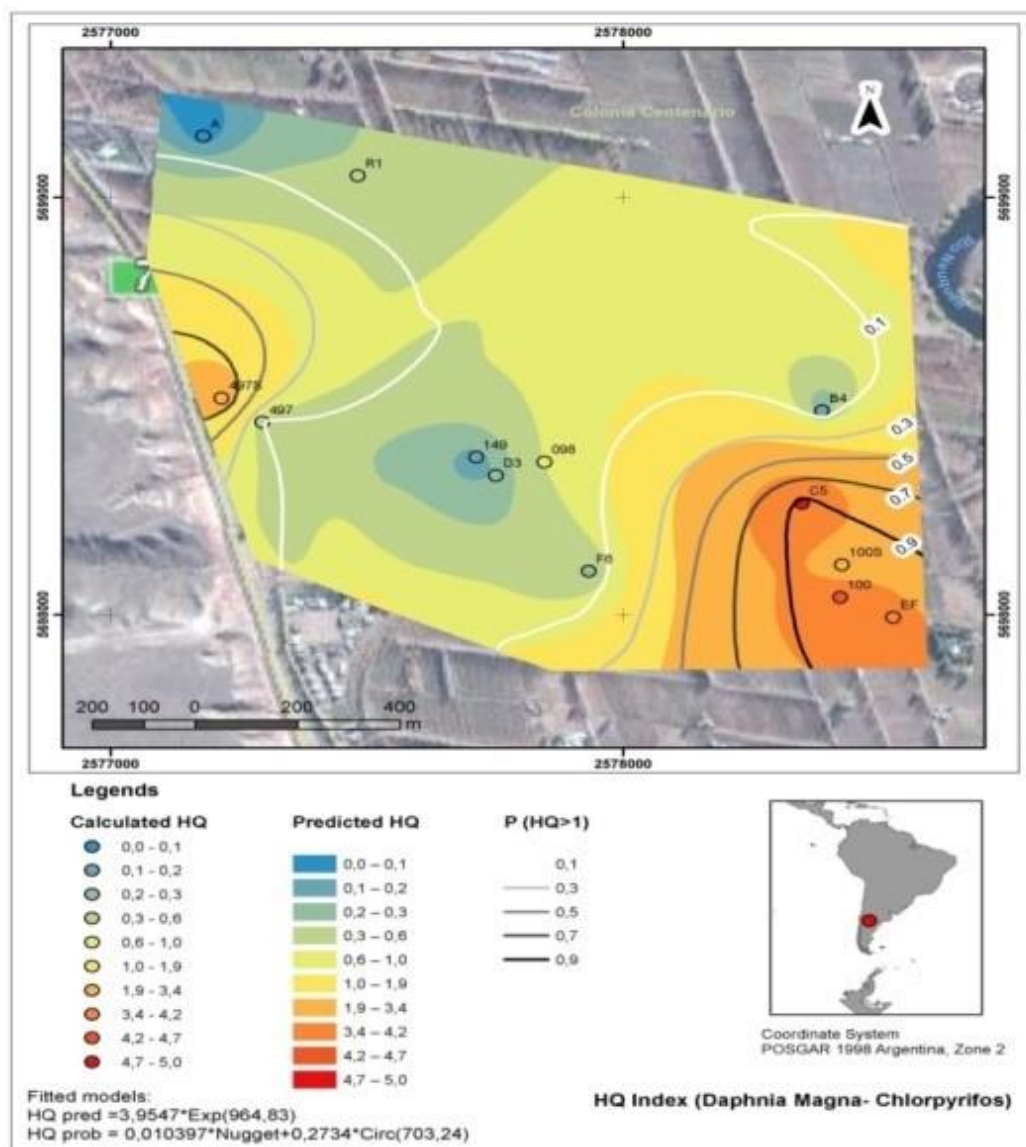 2577000
2578000
Colonia Centenario
N
A
R1
5699000
5699000
7
Río Neuquén
0.1
497S
B4
497
0.3
149
098
0.5
D3
C5
0.7
0.9
F6
100S
100
EF
5698000
5698000
200 100 0 200 400
m
2577000
2578000
Legends
Calculated HQ
0,0 - 0,1
0,1 - 0,2
0,2 - 0,3
0,3 - 0,6
0,6 - 1,0
1,0 - 1,9
1,9 - 3,4
3,4 - 4,2
4,2 - 4,7
4,7 - 5,0
Predicted HQ
0,0 – 0,1
0,1 – 0,2
0,2 – 0,3
0,3 – 0,6
0,6 – 1,0
1,0 – 1,9
1,9 – 3,4
3,4 – 4,2
4,2 – 4,7
4,7 – 5,0
P (HQ>1)
0,1
0,3
0,5
0,7
0,9
Coordinate System
POSGAR 1998 Argentina, Zone 2
Fitted models:
HQ pred =3,9547*Exp(964,83)
HQ prob = 0,010397*Nugget+0,2734*Circ(703,24)
HQ Index (Daphnia Magna- Chlorpyrifos)